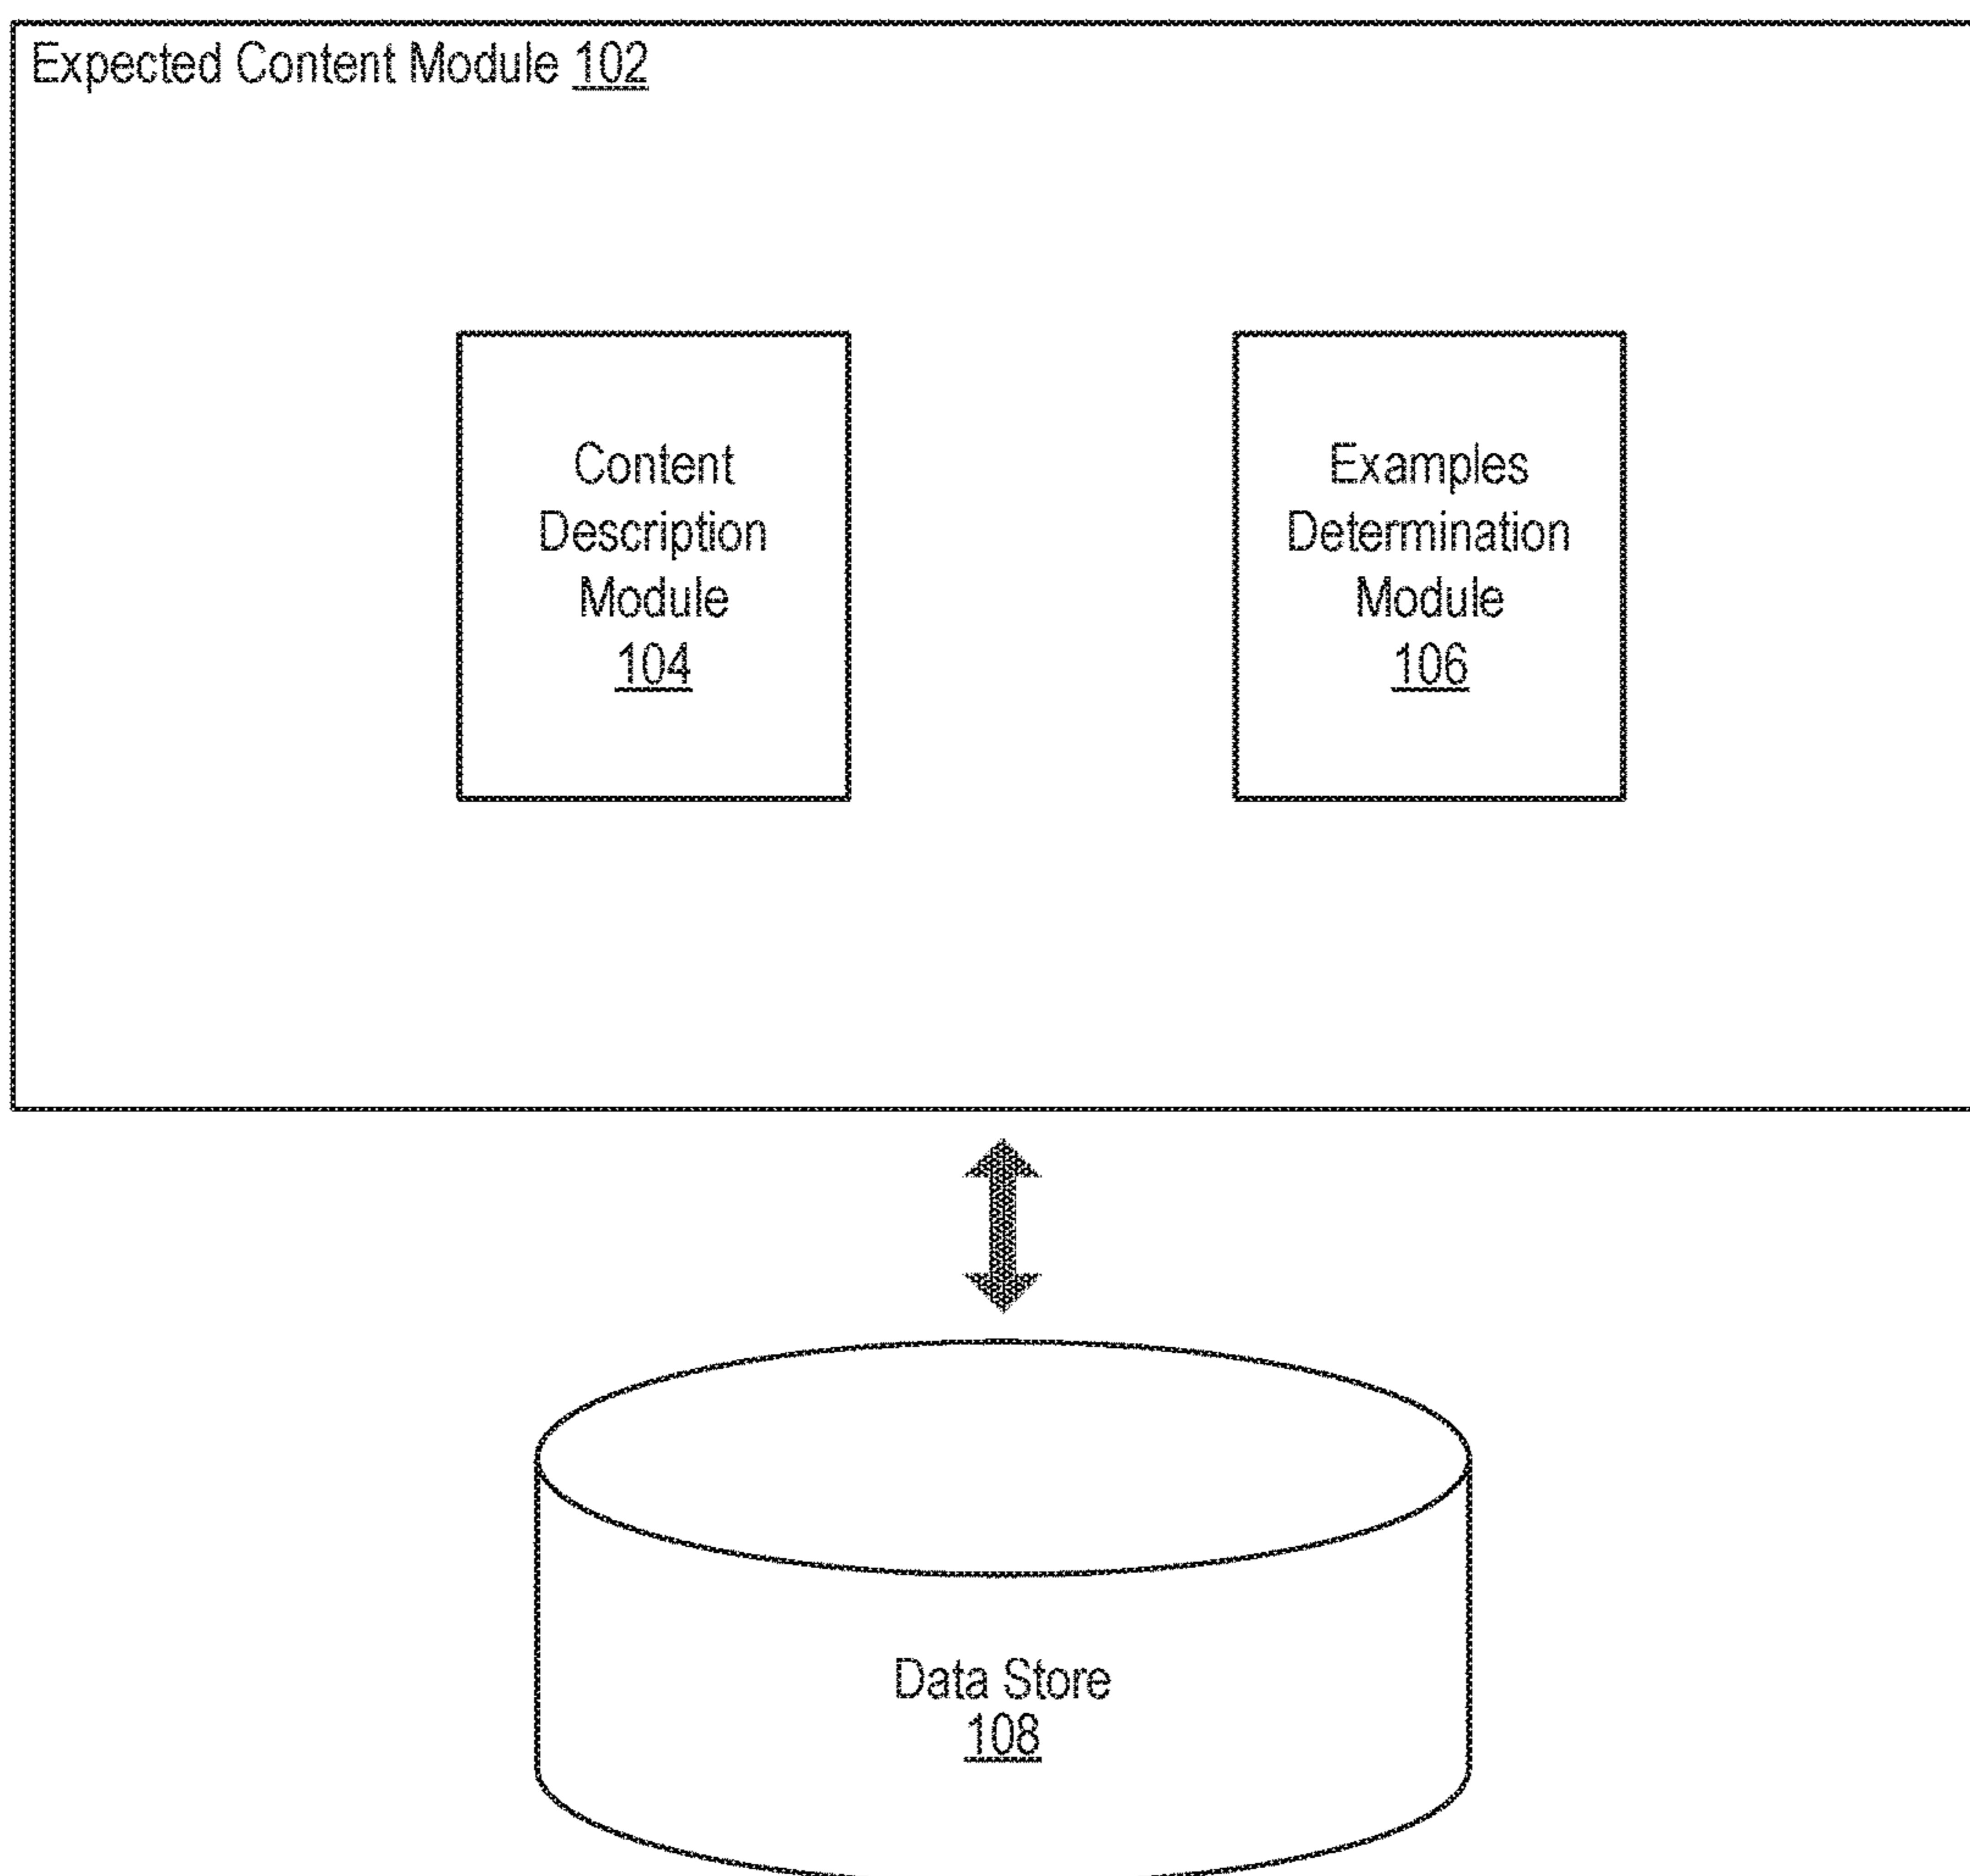 Expected Content Module 102
Content
Description
Module
104
Examples
Determination
Module
106
Data Store
108